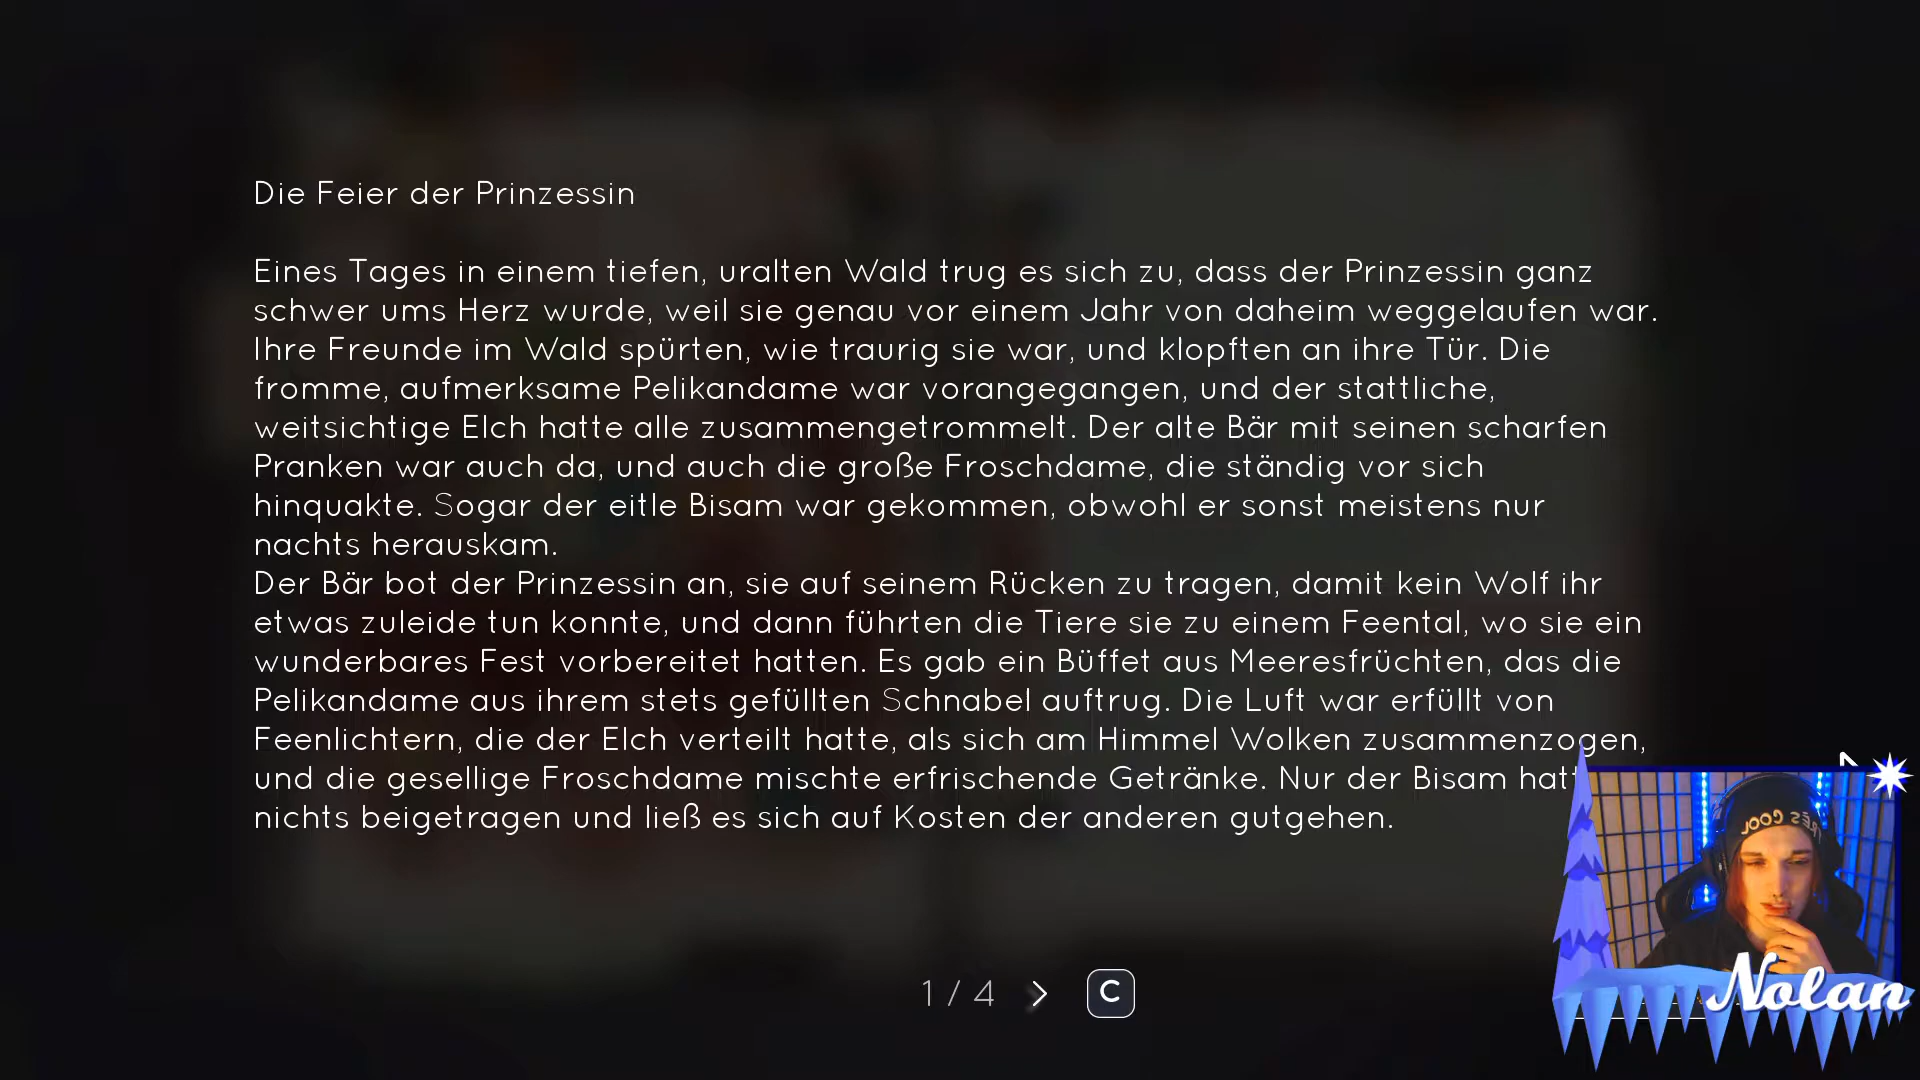 Die Feier der Prinzessin
Eines Tages in einem tiefen, uralten Wald trug es sich zu, dass der Prinzessin ganz
schwer ums Herz wurde, weil sie genau vor einem Jahr von daheim weggelaufen war.
Ihre Freunde im Wald spürten, wie traurig sie war, und klopften an ihre Tür. Die
fromme, aufmerksame Pelikandame war vorangegangen, und der stattliche,
weitsichtige Elch hatte alle zusammengetrommelt. Der alte Bär mit seinen scharfen
Pranken war auch da, und auch die große Froschdame, die ständig vor sich
hinquakte. Sogar der eitle Bisam war gekommen, obwohl er sonst meistens nur
nachts herauskam.
Der Bär bot der Prinzessin an, sie auf seinem Rücken zu tragen, damit kein Wolf ihr
etwas zuleide tun konnte, und dann führten die Tiere sie zu einem Feental, wo sie ein
wunderbares Fest vorbereitet hatten. Es gab ein Büffet aus Meeresfrüchten, das die
Pelikandame aus ihrem stets gefüllten Schnabel auftrug. Die Luft war erfüllt von
Feenlichtern, die der Elch verteilt hatte, als sich am Himmel Wolken zusammenzogen,
und die gesellige Froschdame mischte erfrischende Getränke. Nur der Bisam hatt
nichts beigetragen und ließ es sich auf Kosten der anderen gutgehen.
1 / 4 > C
TRÈS COOL
Nolan